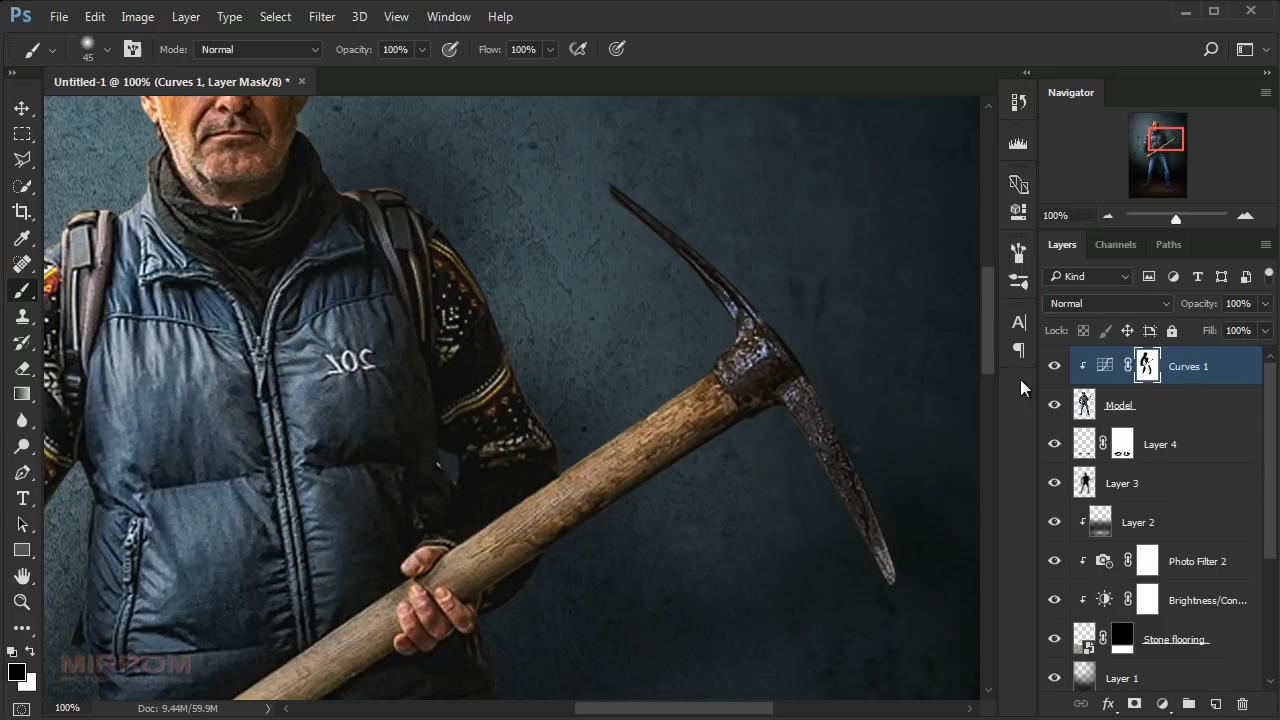 Ps File Edit Image Layer Type Select Filter 3D View Window Help
45 Mode: Normal Opacity: 100% Flow: 100%
Untitled-1 @ 100% (Curves 1, Layer Mask/8) *
Navigator
100%
Layers Channels Paths
Kind
Normal Opacity: 100%
Lock: Fill: 100%
Curves 1
Model
Layer 4
Layer 3
Layer 2
Photo Filter 2
Brightness/Con...
Stone flooring
Layer 1
MIRROM
100% Doc: 9.44M/59.9M